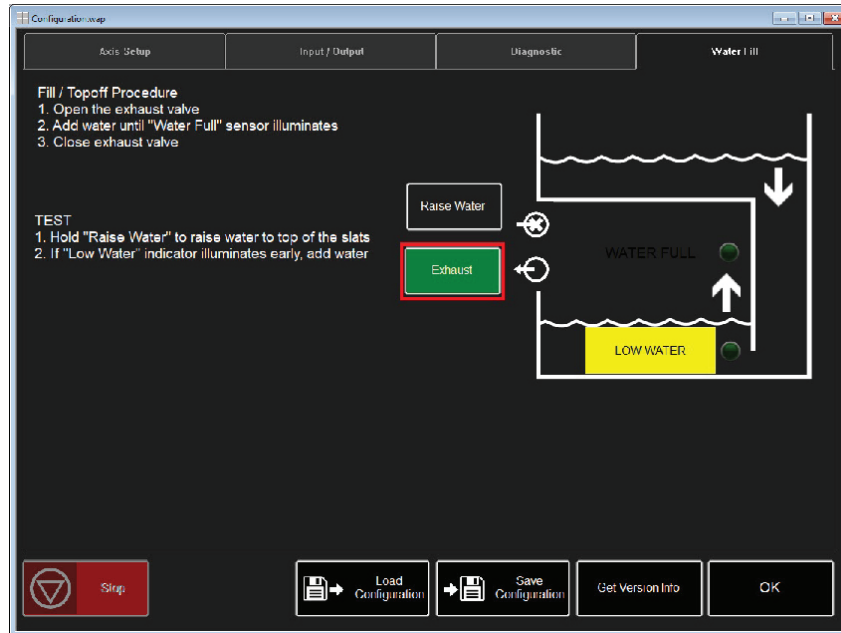 Configuration.wap
Axis Setup
Input / Output
Diagnostic
Water Fill
Fill / Topoff Procedure
1. Open the exhaust valve
2. Add water until "Water Full" sensor illuminates
3. Close exhaust valve
Raise Water
TEST
1. Hold "Raise Water" to raise water to top of the slats
2. If "Low Water" indicator illuminates early, add water
Exhaust
WATER FULL
LOW WATER
Stop
Load
Configuration
Save
Configuration
Get Version Info
OK